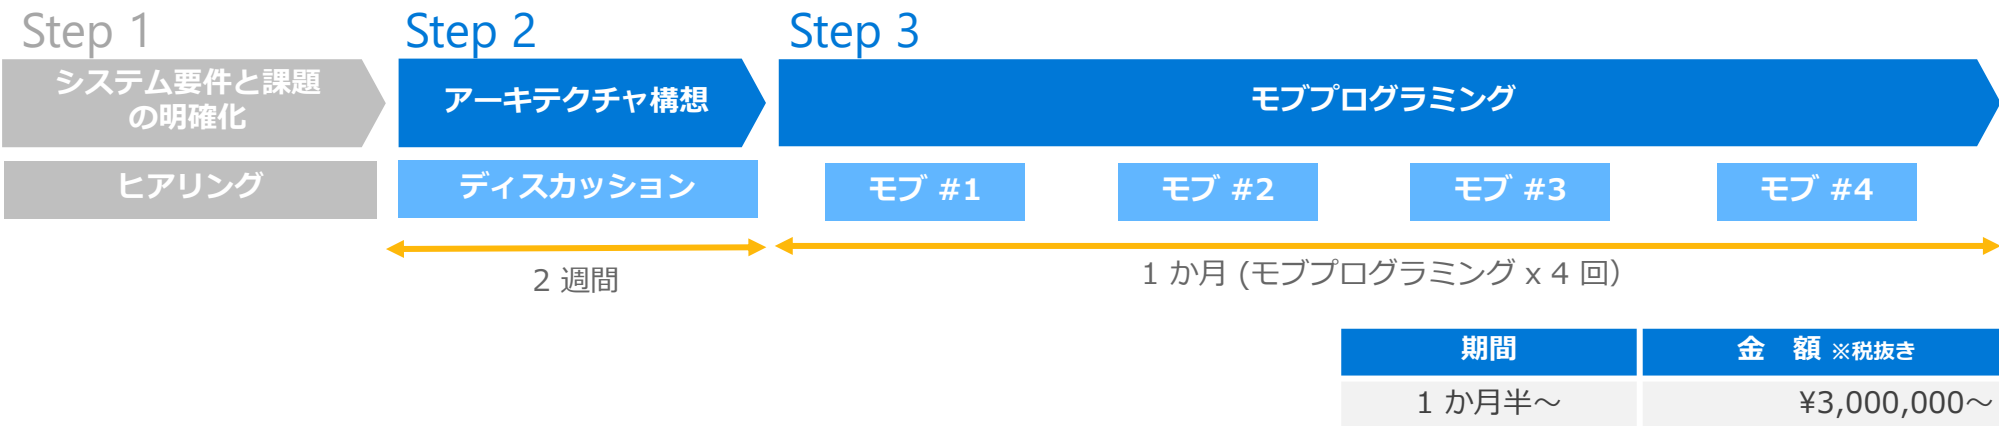 Step 1
Step 2
Step 3
システム要件と課題
の明確化
アーキテクチャ構想
モブプログラミング
ヒアリング
ディスカッション
モブ #1
モブ #2
モブ #3
モブ #4
2 週間
1 か月 (モブプログラミング x 4 回）
期間
金　額 ※税抜き
1 か月半～
¥3,000,000～